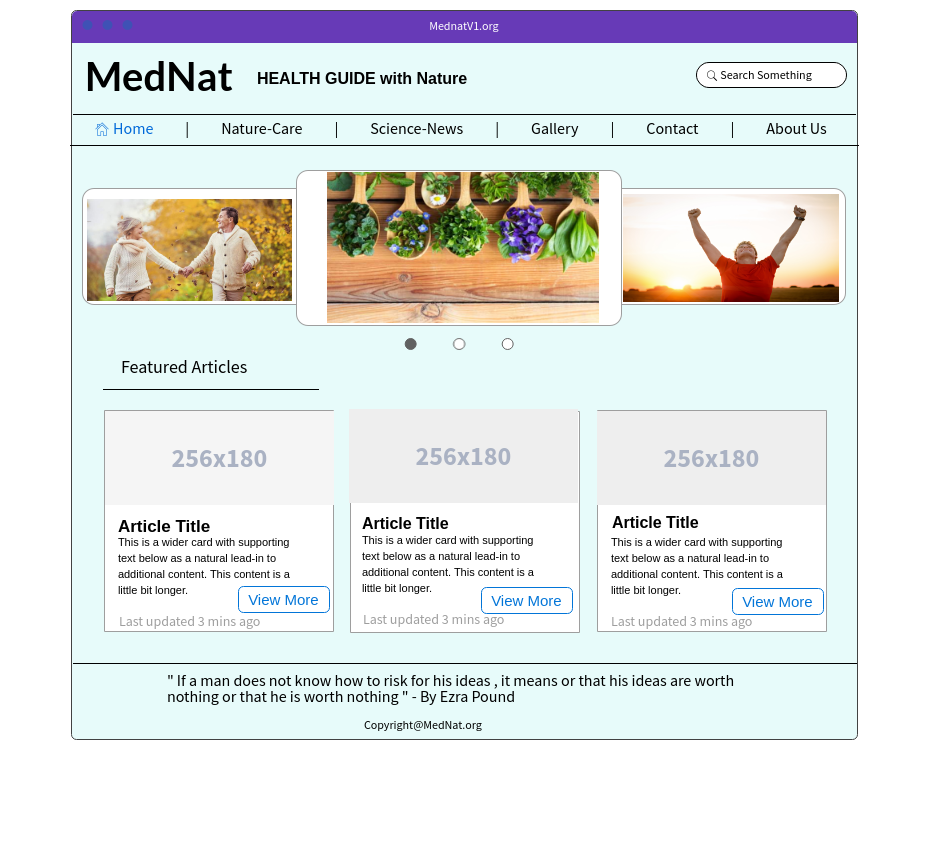 MednatV1.org
MedNat
HEALTH GUIDE with Nature
Search Something
Home | Nature-Care | Science-News | Gallery | Contact | About Us
Featured Articles
256x180
Article Title
This is a wider card with supporting
text below as a natural lead-in to
additional content. This content is a
little bit longer.
View More
Last updated 3 mins ago
256x180
Article Title
This is a wider card with supporting
text below as a natural lead-in to
additional content. This content is a
little bit longer.
View More
Last updated 3 mins ago
256x180
Article Title
This is a wider card with supporting
text below as a natural lead-in to
additional content. This content is a
little bit longer.
View More
Last updated 3 mins ago
" If a man does not know how to risk for his ideas , it means or that his ideas are worth
nothing or that he is worth nothing " - By Ezra Pound
Copyright@MedNat.org